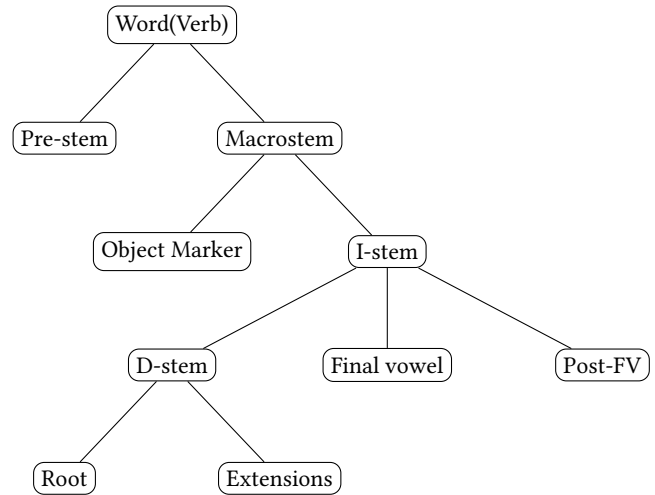 Word(Verb)
Pre-stem
Macrostem
Object Marker
I-stem
D-stem
Final vowel
Post-FV
Root
Extensions